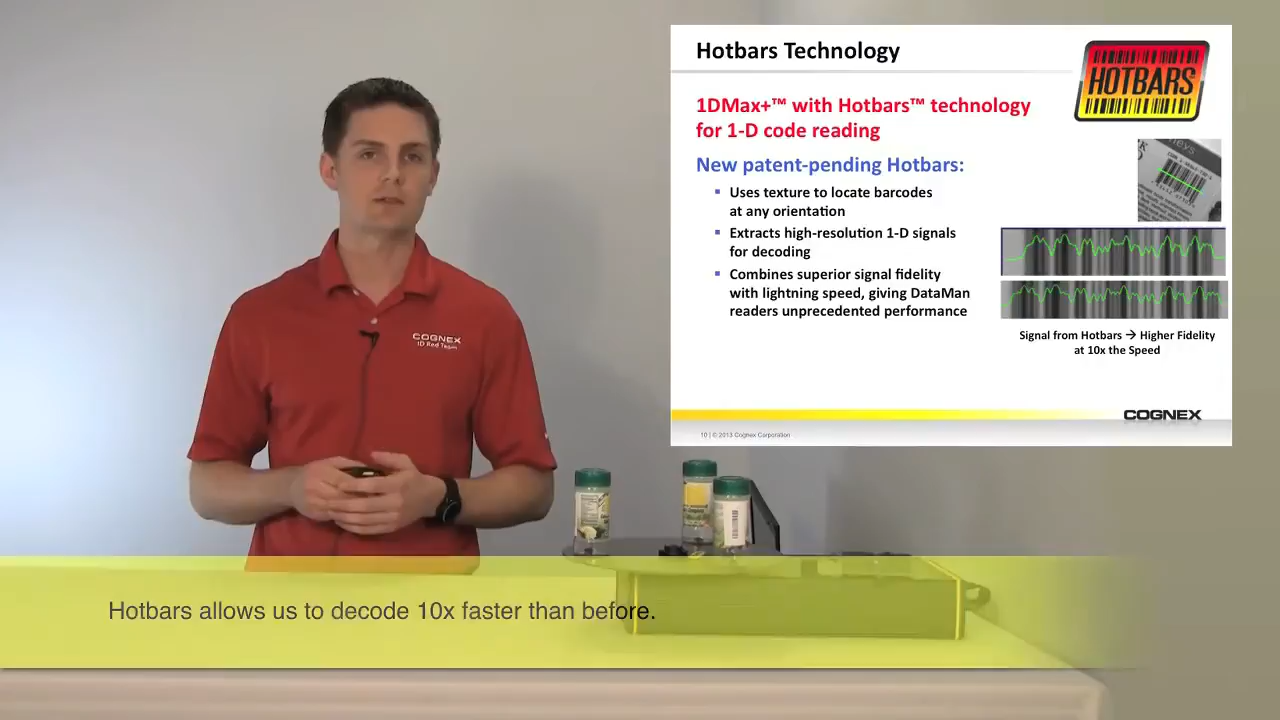 Hotbars Technology
HOTBARS
1DMax+™ with Hotbars™ technology
for 1-D code reading
New patent-pending Hotbars:
▪ Uses texture to locate barcodes
at any orientation
▪ Extracts high-resolution 1-D signals
for decoding
▪ Combines superior signal fidelity
with lightning speed, giving DataMan
readers unprecedented performance
Signal from Hotbars → Higher Fidelity
at 10x the Speed
COGNEX
10 | © 2013 Cognex Corporation
COGNEX
ID Red Team
Hotbars allows us to decode 10x faster than before.